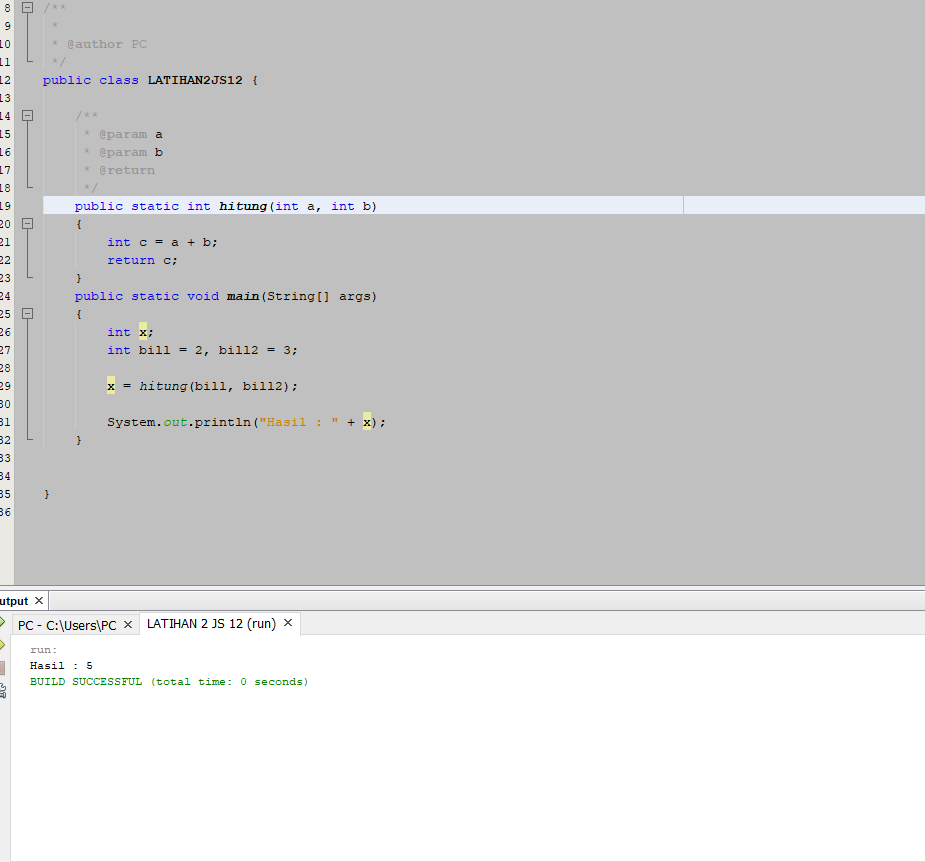 8 /**
9 *
10 * @author PC
11 */
12 public class LATIHAN2JS12 {
13
14 /**
15 * @param a
16 * @param b
17 * @return
18 */
19 public static int hitung(int a, int b)
20 {
21 int c = a + b;
22 return c;
23 }
24 public static void main(String[] args)
25 {
26 int x;
27 int bill = 2, bill2 = 3;
28
29 x = hitung(bill, bill2);
30
31 System.out.println("Hasil : " + x);
32 }
33
34
35 }
36
utput ×
PC - C:\Users\PC × LATIHAN 2 JS 12 (run) ×
run:
Hasil : 5
BUILD SUCCESSFUL (total time: 0 seconds)